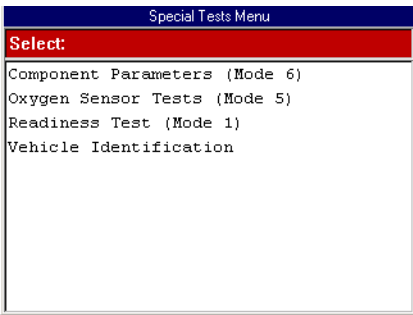 Special Tests Menu
Select:
Component Parameters (Mode 6)
Oxygen Sensor Tests (Mode 5)
Readiness Test (Mode 1)
Vehicle Identification